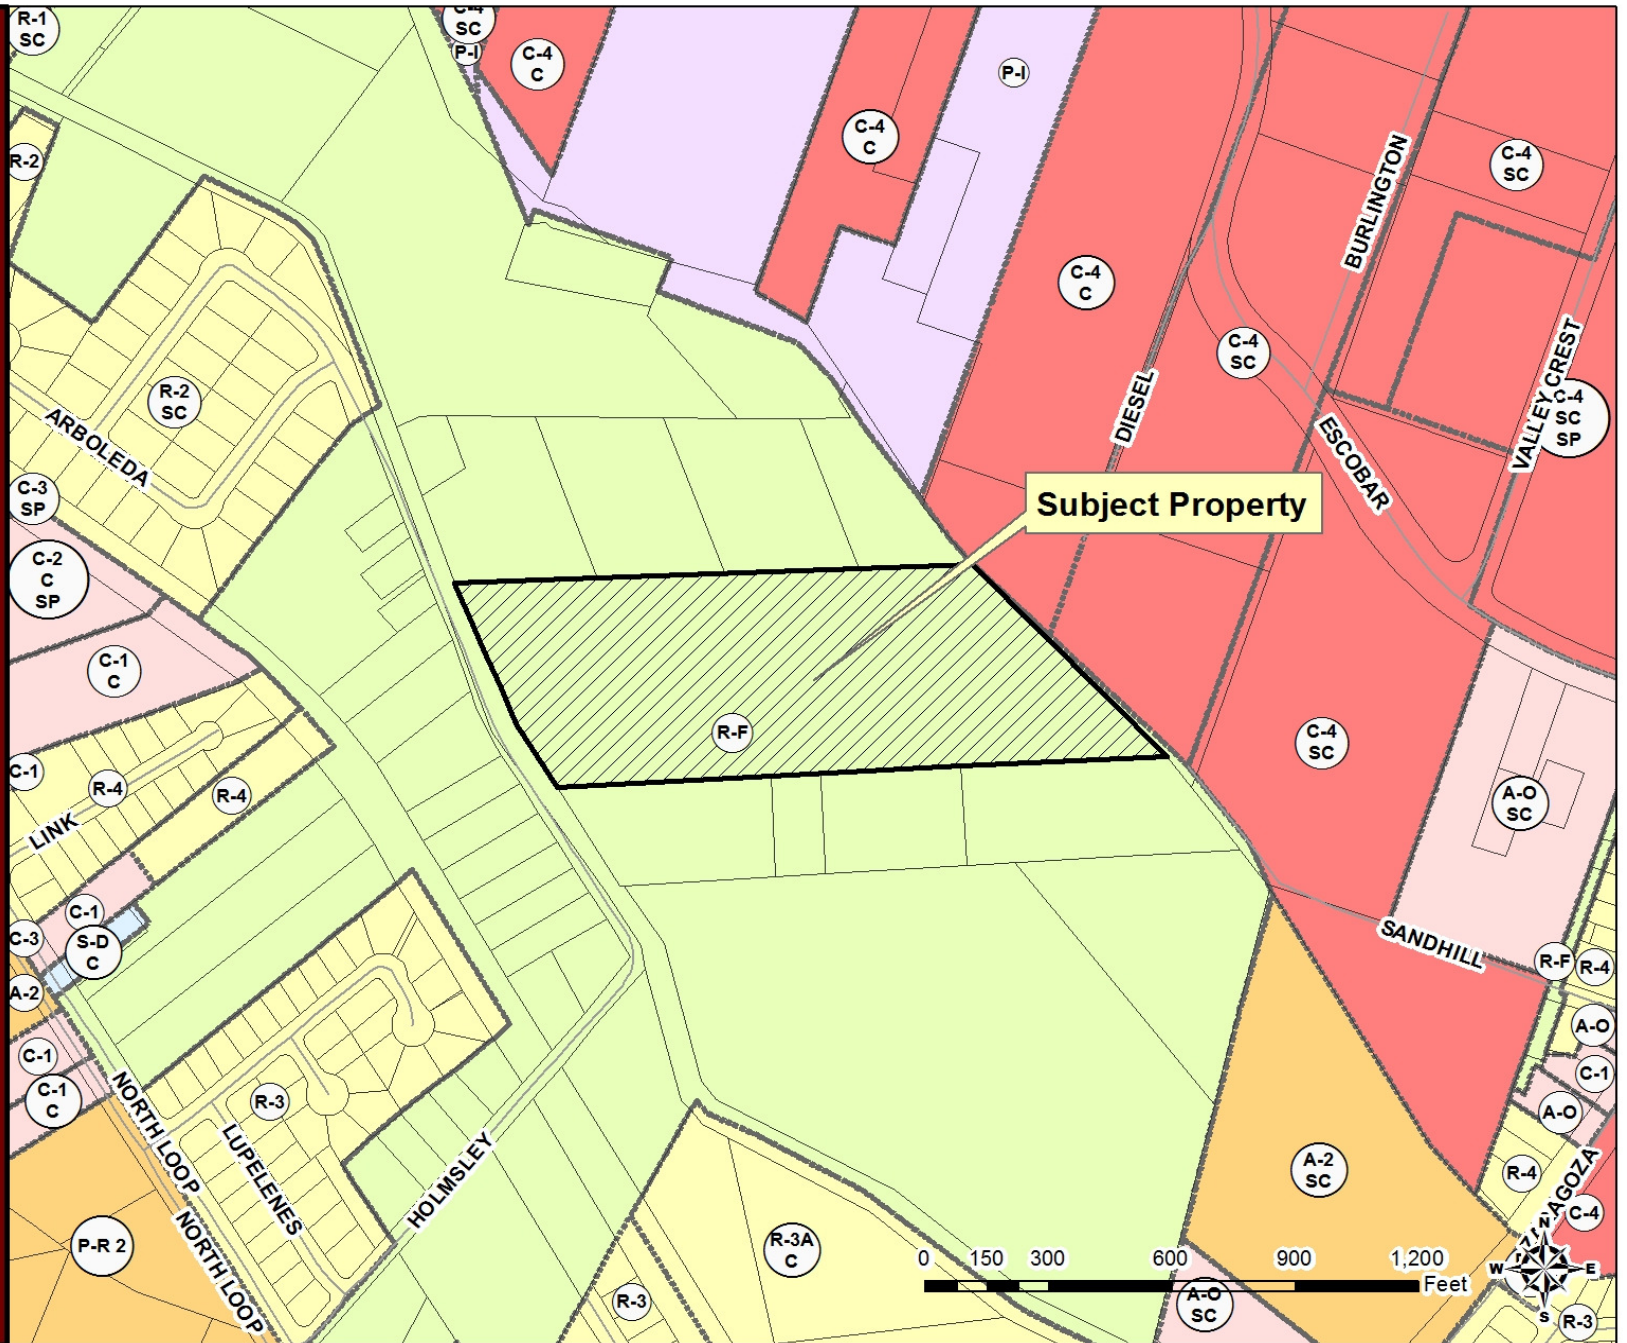 R-1
SC
C-4
SC
P-I
C-4
C
P-I
C-4
C
C-4
SC
R-2
BURLINGTON
C-4
C
C-4
SC
R-2
SC
ARBOLEDA
DIESEL
ESCOBAR
VALLEY CREST
C-4
SC
SP
C-3
SP
Subject Property
C-2
C
SP
C-1
C
R-F
C-4
SC
C-1
R-4
R-4
LINK
A-O
SC
C-1
C-3
S-D
C
A-2
SANDHILL
R-F
R-4
A-O
C-1
C-1
C
NORTH LOOP
R-3
LUPELENES
HOLMSLEY
C-1
A-O
A-2
SC
R-4
AGOZA
C-4
P-R 2
NORTH LOOP
R-3A
C
0 150 300 600 900 1,200
Feet
N
W
E
S
R-3
A-O
SC
R-3